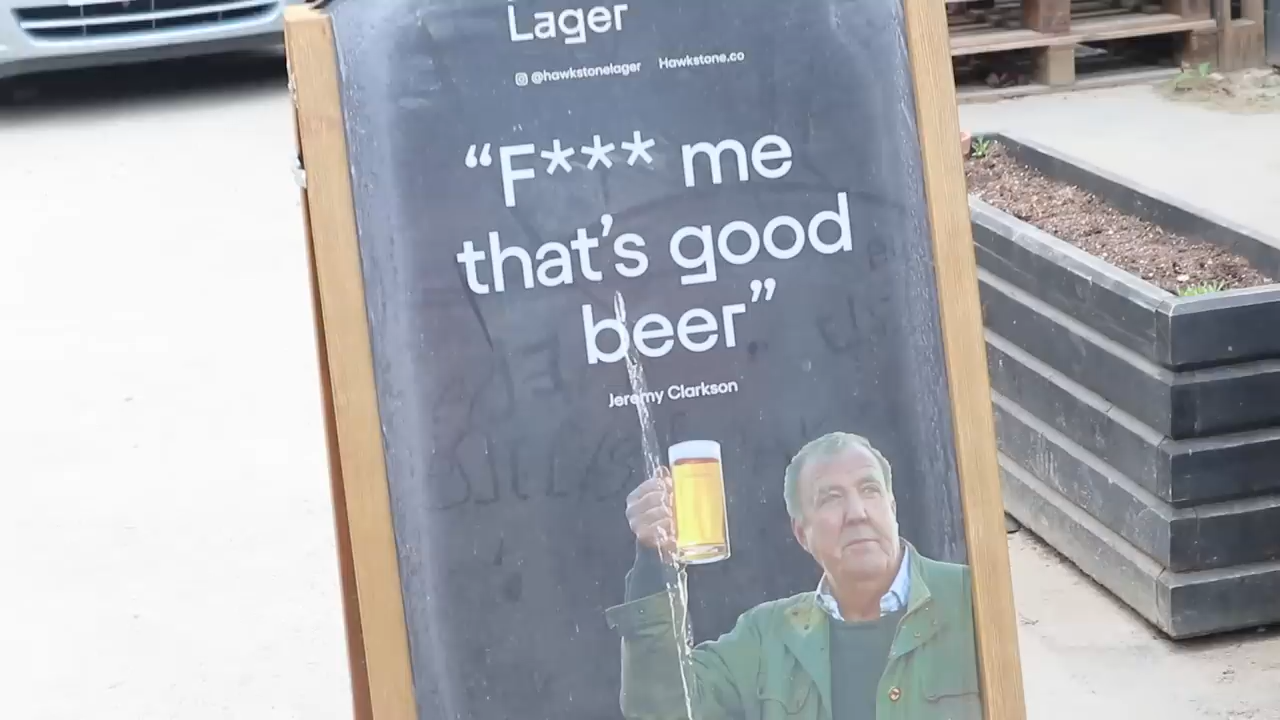 Lager
@hawkstonelager Hawkstone.co
“F*** me
that’s good
beer”
Jeremy Clarkson